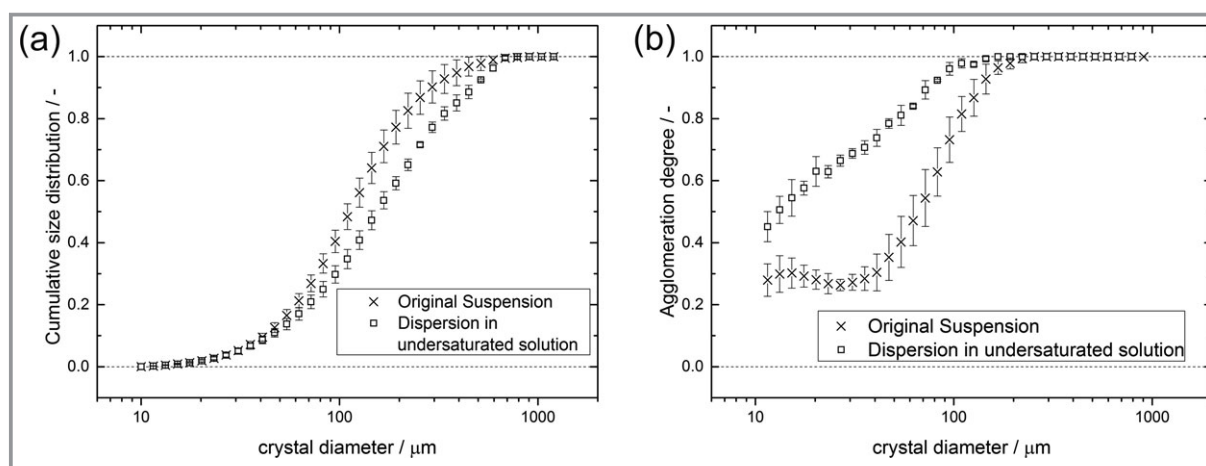 (a)
Cumulative size distribution / -
1.0
0.8
0.6
0.4
0.2
0.0
10
100
1000
crystal diameter / μm
Original Suspension
Dispersion in
undersaturated solution
(b)
Agglomeration degree / -
1.0
0.8
0.6
0.4
0.2
0.0
10
100
1000
crystal diameter / μm
Original Suspension
Dispersion in undersaturated solution